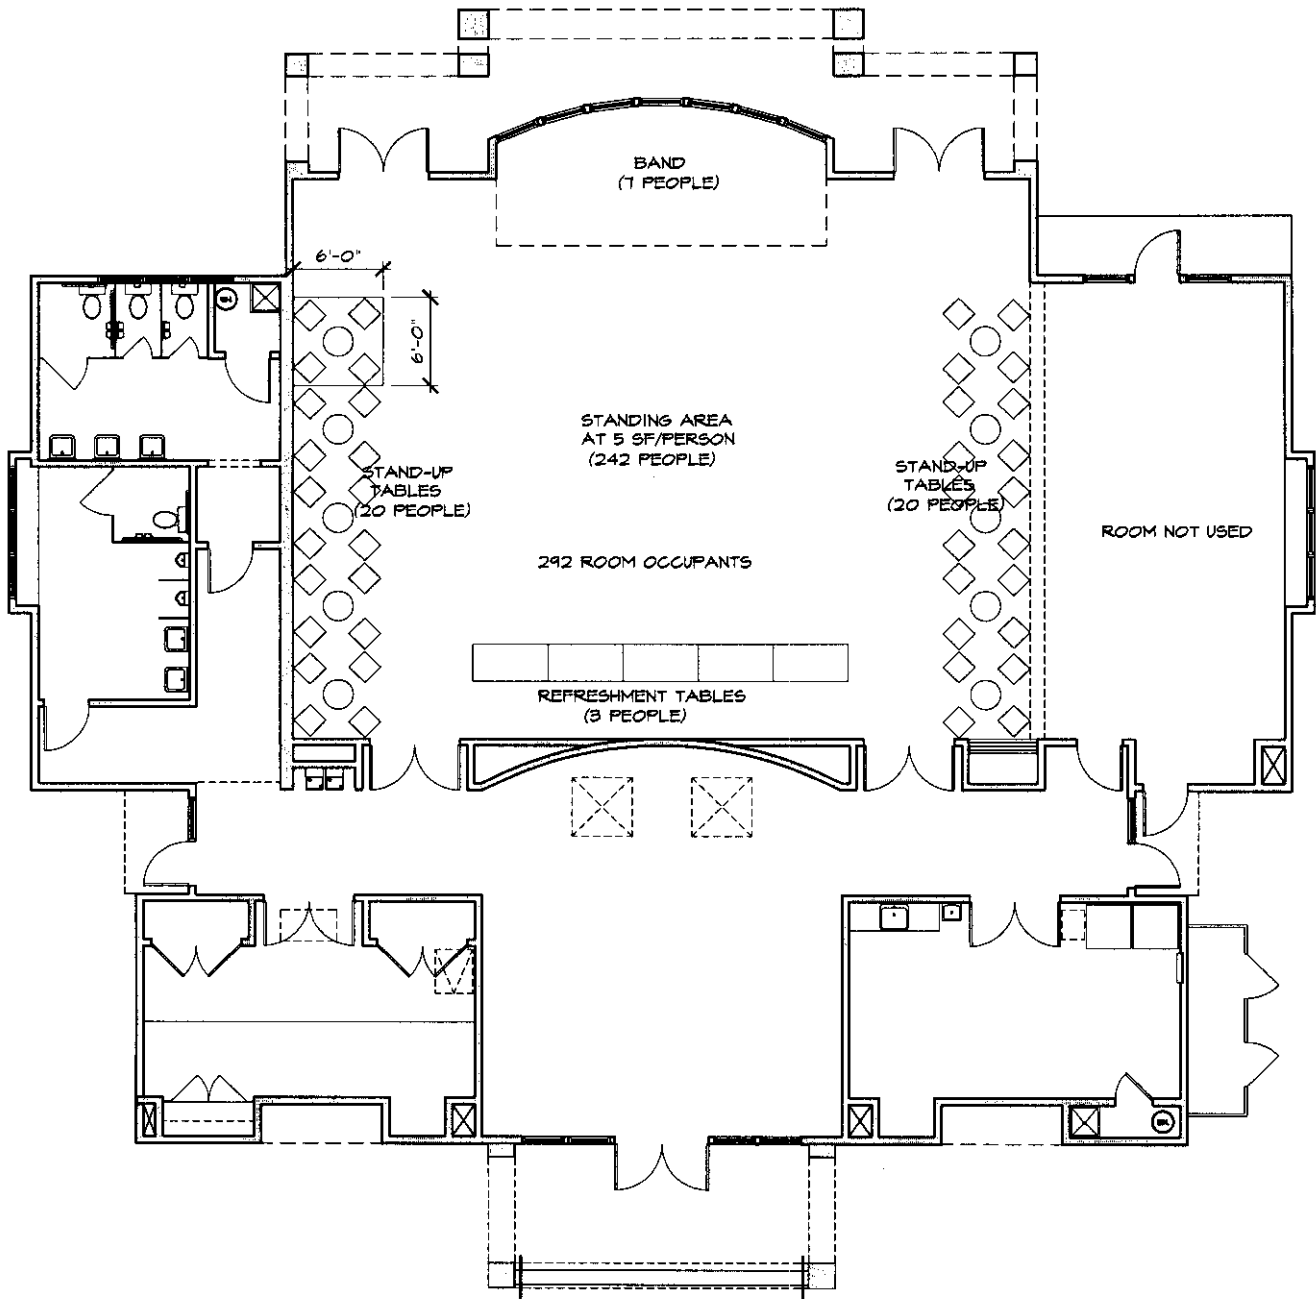 BAND
(7 PEOPLE)
6'-0"
6'-0"
STANDING AREA
AT 5 SF/PERSON
(242 PEOPLE)
STAND-UP
TABLES
(20 PEOPLE)
STAND-UP
TABLES
(20 PEOPLE)
ROOM NOT USED
292 ROOM OCCUPANTS
REFRESHMENT TABLES
(3 PEOPLE)